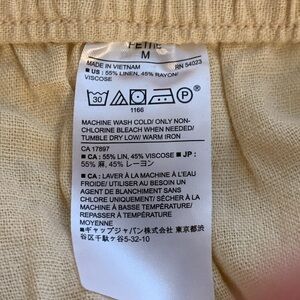 PETITE
M
MADE IN VIETNAM RN 54023
■ US : 55% LINEN, 45% RAYON/
VISCOSE
30 P
1166
MACHINE WASH COLD/ ONLY NON-
CHLORINE BLEACH WHEN NEEDED/
TUMBLE DRY LOW/ WARM IRON
CA 17897
■ CA : 55% LIN, 45% VISCOSE ■ JP :
55% 麻, 45% レーヨン
■ CA : LAVER À LA MACHINE À L'EAU
FROIDE/ UTILISER AU BESOIN UN
AGENT DE BLANCHIMENT SANS
CHLORE UNIQUEMENT/ SÉCHER À LA
MACHINE À BASSE TEMPÉRATURE/
REPASSER À TEMPÉRATURE
MOYENNE
■ギャップジャパン株式会社 東京都渋
谷区千駄ヶ谷5-32-10